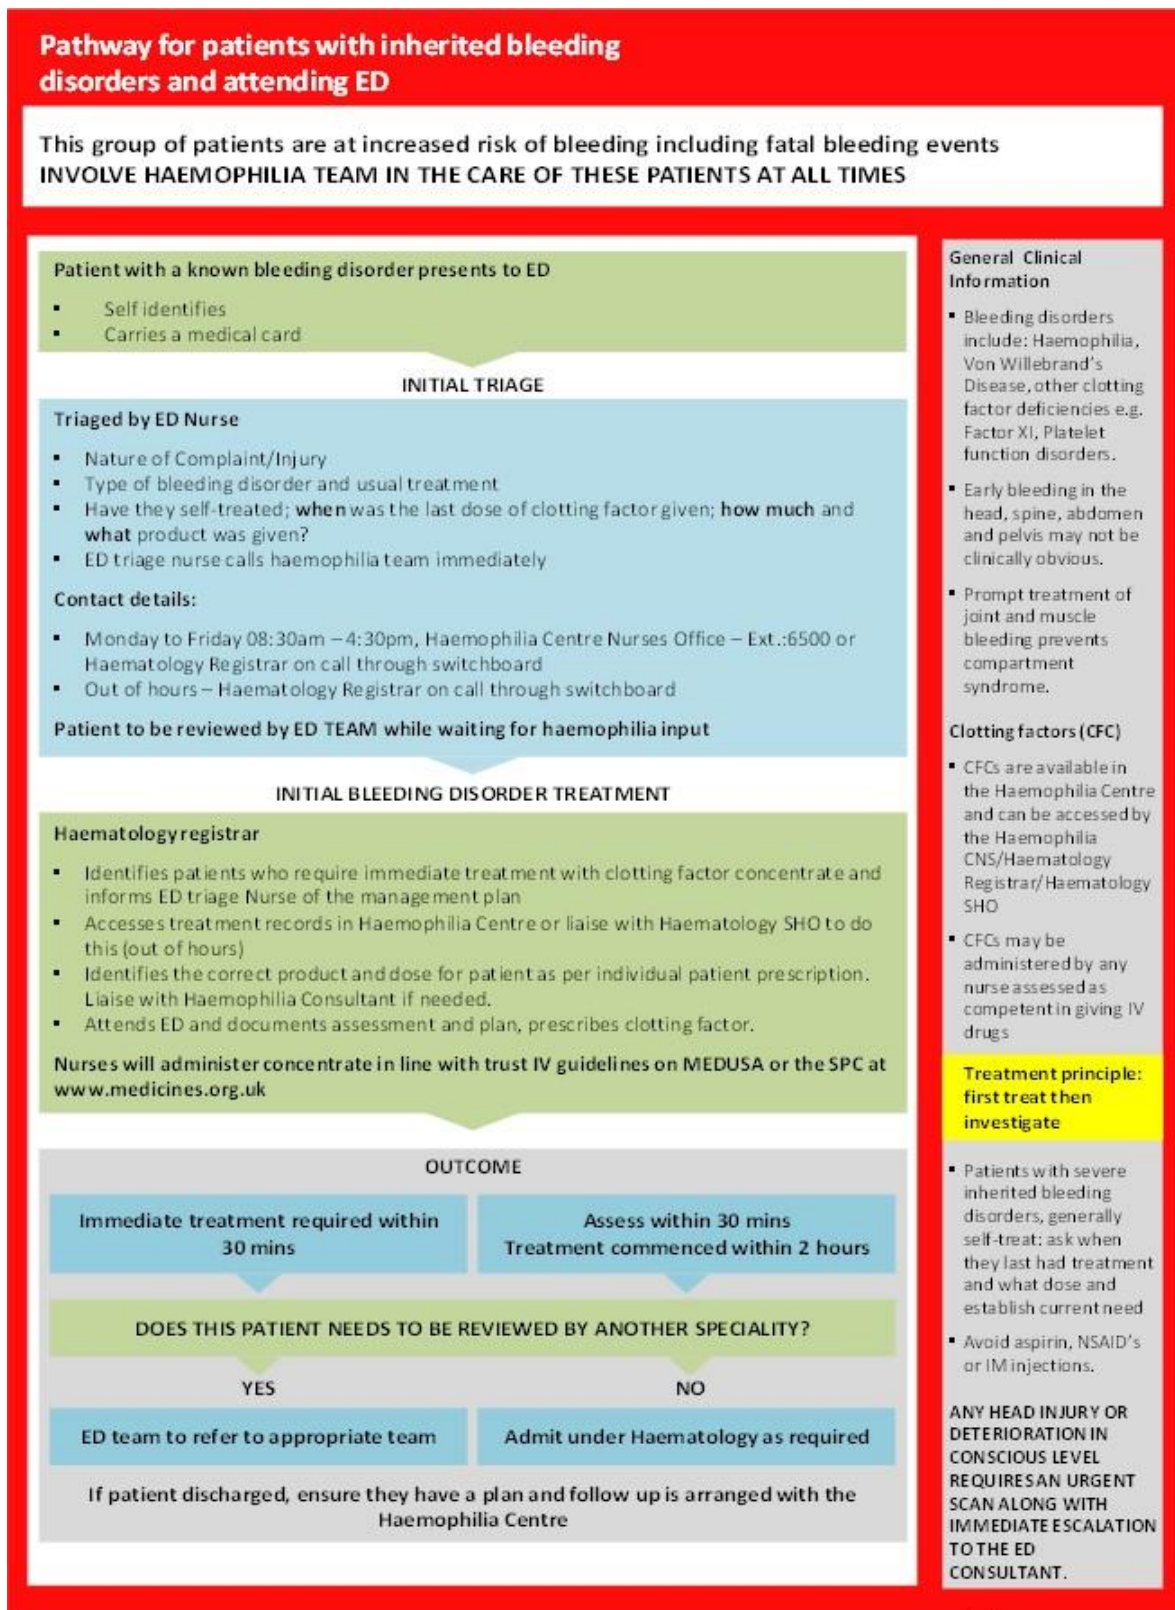 Pathway for patients with inherited bleeding
disorders and attending ED
This group of patients are at increased risk of bleeding including fatal bleeding events
INVOLVE HAEMOPHILIA TEAM IN THE CARE OF THESE PATIENTS AT ALL TIMES
Patient with a known bleeding disorder presents to ED
▪ Self identifies
▪ Carries a medical card
INITIAL TRIAGE
Triaged by ED Nurse
▪ Nature of Complaint/Injury
▪ Type of bleeding disorder and usual treatment
▪ Have they self-treated; when was the last dose of clotting factor given; how much and
what product was given?
▪ ED triage nurse calls haemophilia team immediately
Contact details:
▪ Monday to Friday 08:30am – 4:30pm, Haemophilia Centre Nurses Office – Ext.:6500 or
Haematology Registrar on call through switchboard
▪ Out of hours – Haematology Registrar on call through switchboard
Patient to be reviewed by ED TEAM while waiting for haemophilia input
INITIAL BLEEDING DISORDER TREATMENT
Haematology registrar
▪ Identifies patients who require immediate treatment with clotting factor concentrate and
informs ED triage Nurse of the management plan
▪ Accesses treatment records in Haemophilia Centre or liaise with Haematology SHO to do
this (out of hours)
▪ Identifies the correct product and dose for patient as per individual patient prescription.
Liaise with Haemophilia Consultant if needed.
▪ Attends ED and documents assessment and plan, prescribes clotting factor.
Nurses will administer concentrate in line with trust IV guidelines on MEDUSA or the SPC at
www.medicines.org.uk
OUTCOME
Immediate treatment required within
30 mins
Assess within 30 mins
Treatment commenced within 2 hours
DOES THIS PATIENT NEEDS TO BE REVIEWED BY ANOTHER SPECIALITY?
YES
NO
ED team to refer to appropriate team
Admit under Haematology as required
If patient discharged, ensure they have a plan and follow up is arranged with the
Haemophilia Centre
General Clinical
Information
▪ Bleeding disorders
include: Haemophilia,
Von Willebrand's
Disease, other clotting
factor deficiencies e.g.
Factor XI, Platelet
function disorders.
▪ Early bleeding in the
head, spine, abdomen
and pelvis may not be
clinically obvious.
▪ Prompt treatment of
joint and muscle
bleeding prevents
compartment
syndrome.
Clotting factors (CFC)
▪ CFCs are available in
the Haemophilia Centre
and can be accessed by
the Haemophilia
CNS/Haematology
Registrar/Haematology
SHO
▪ CFCs may be
administered by any
nurse assessed as
competent in giving IV
drugs
Treatment principle:
first treat then
investigate
▪ Patients with severe
inherited bleeding
disorders, generally
self-treat: ask when
they last had treatment
and what dose and
establish current need
▪ Avoid aspirin, NSAID's
or IM injections.
ANY HEAD INJURY OR
DETERIORATION IN
CONSCIOUS LEVEL
REQUIRES AN URGENT
SCAN ALONG WITH
IMMEDIATE ESCALATION
TO THE ED
CONSULTANT.